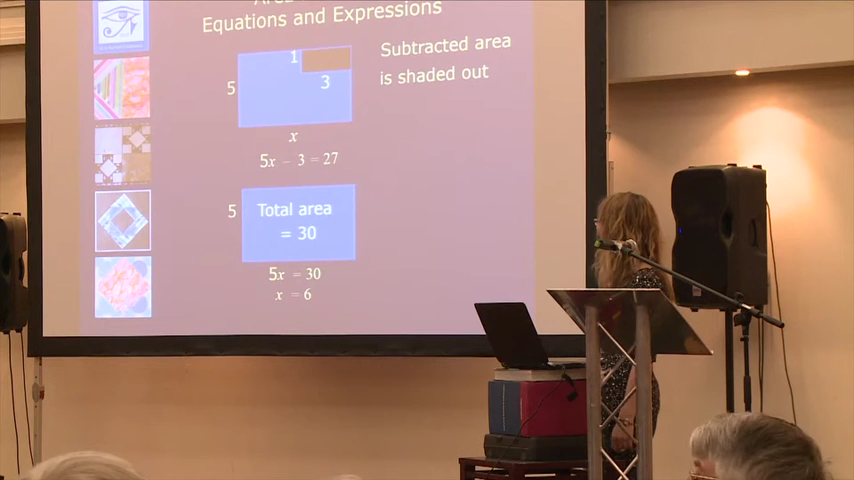 Equations and Expressions
Subtracted area
is shaded out
1
5
3
x
5x – 3 = 27
5
Total area
= 30
5x = 30
x = 6